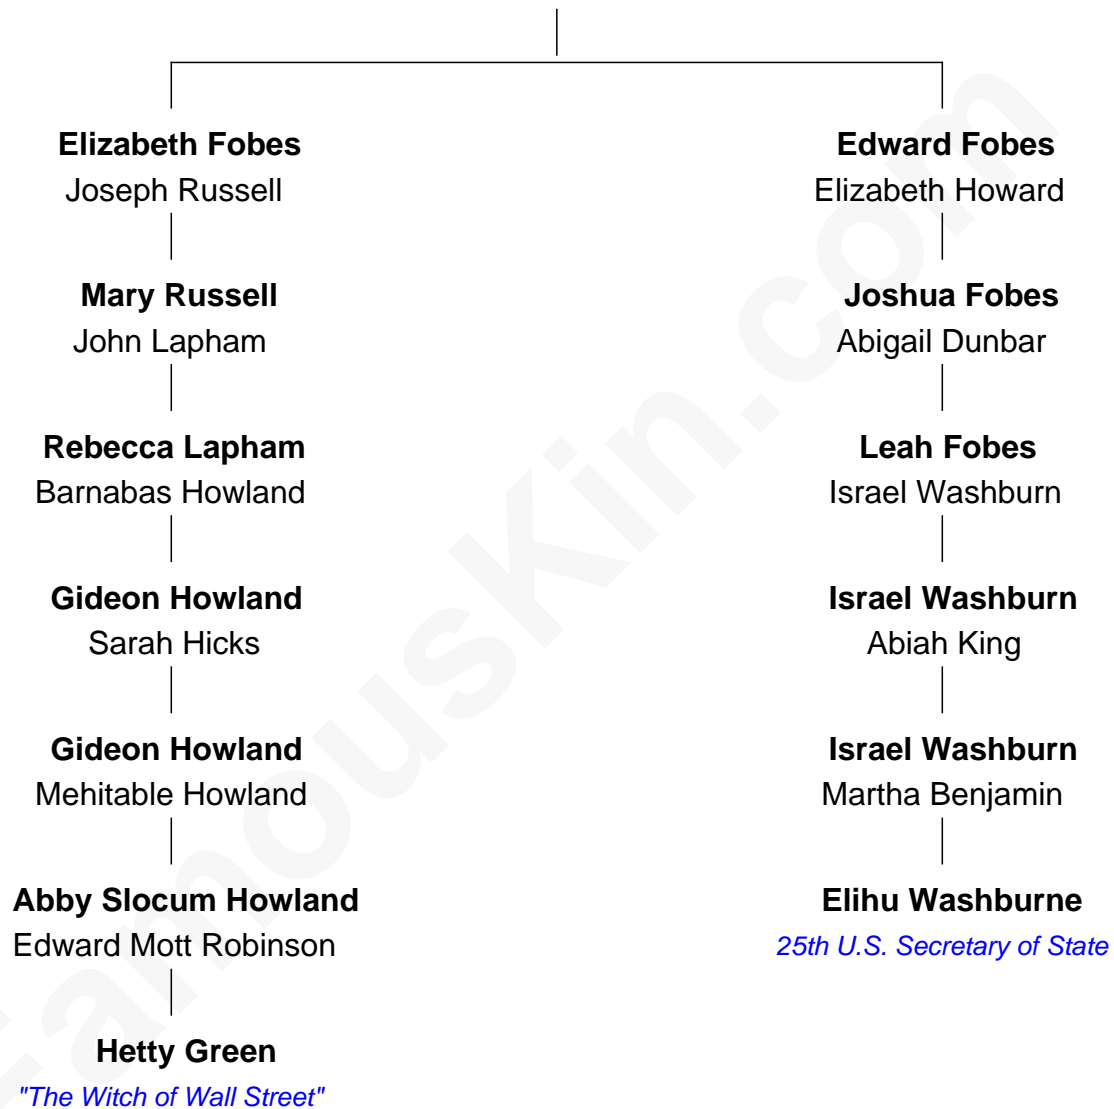 Elizabeth Fobes
Joseph Russell
Mary Russell
John Lapham
Rebecca Lapham
Barnabas Howland
Gideon Howland
Sarah Hicks
Gideon Howland
Mehitable Howland
Abby Slocum Howland
Edward Mott Robinson
Hetty Green
"The Witch of Wall Street"
Edward Fobes
Elizabeth Howard
Joshua Fobes
Abigail Dunbar
Leah Fobes
Israel Washburn
Israel Washburn
Abiah King
Israel Washburn
Martha Benjamin
Elihu Washburne
25th U.S. Secretary of State
FamousKin.com